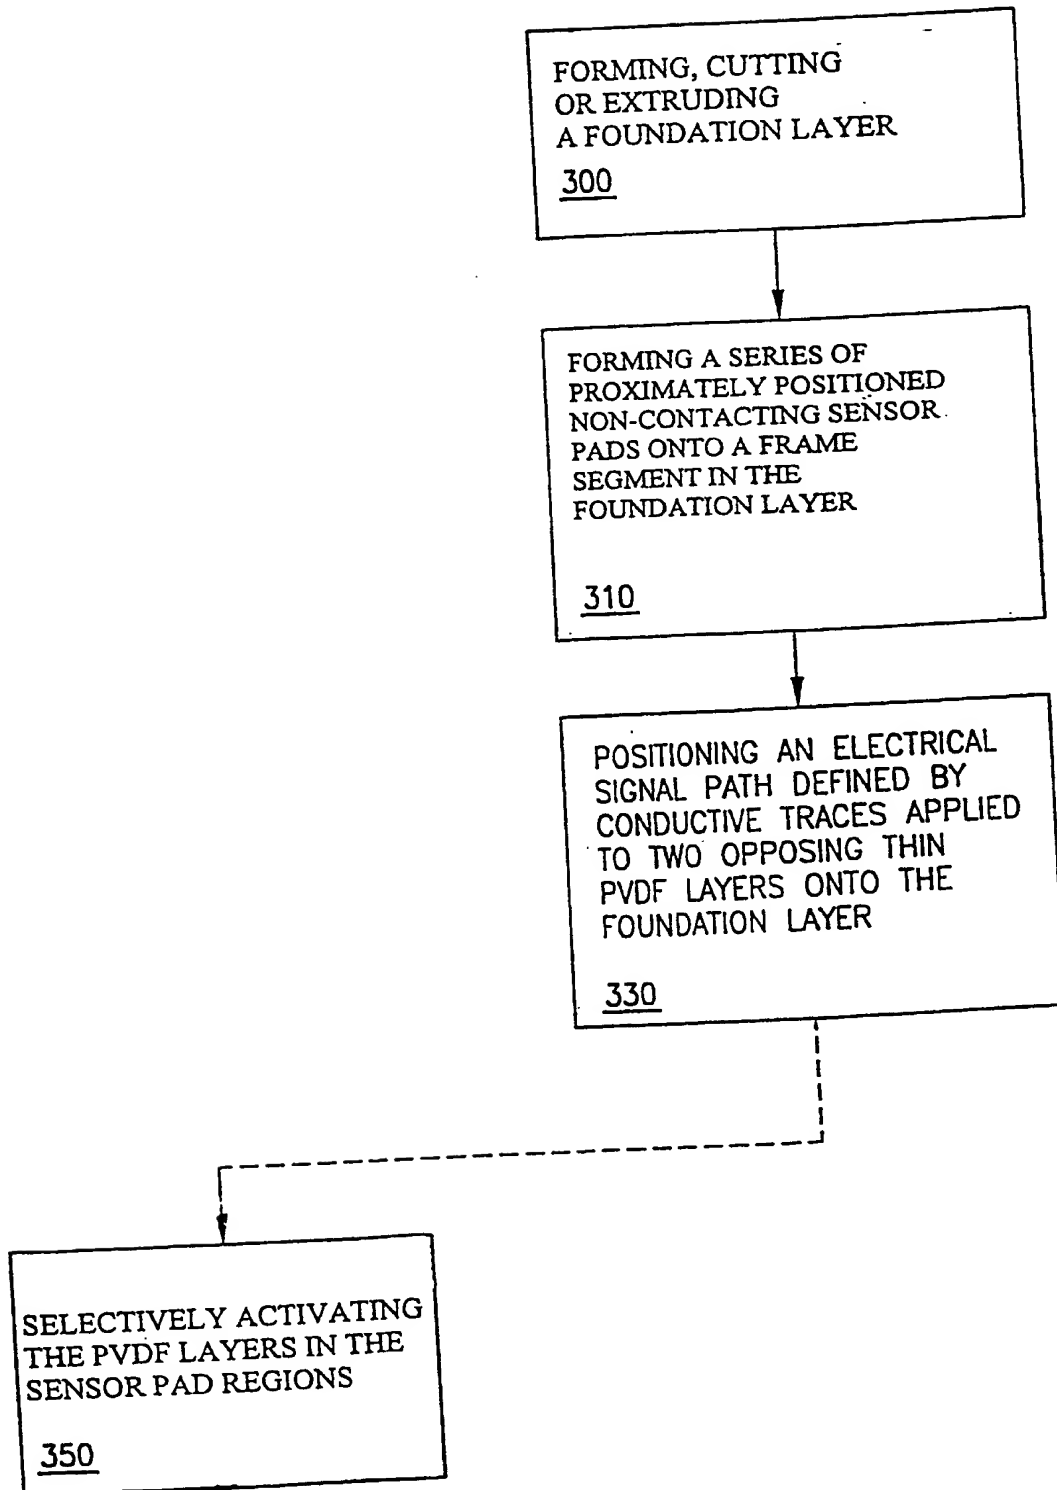 FORMING, CUTTING
OR EXTRUDING
A FOUNDATION LAYER
300
FORMING A SERIES OF
PROXIMATELY POSITIONED
NON-CONTACTING SENSOR
PADS ONTO A FRAME
SEGMENT IN THE
FOUNDATION LAYER
310
POSITIONING AN ELECTRICAL
SIGNAL PATH DEFINED BY
CONDUCTIVE TRACES APPLIED
TO TWO OPPOSING THIN
PVDF LAYERS ONTO THE
FOUNDATION LAYER
330
SELECTIVELY ACTIVATING
THE PVDF LAYERS IN THE
SENSOR PAD REGIONS
350